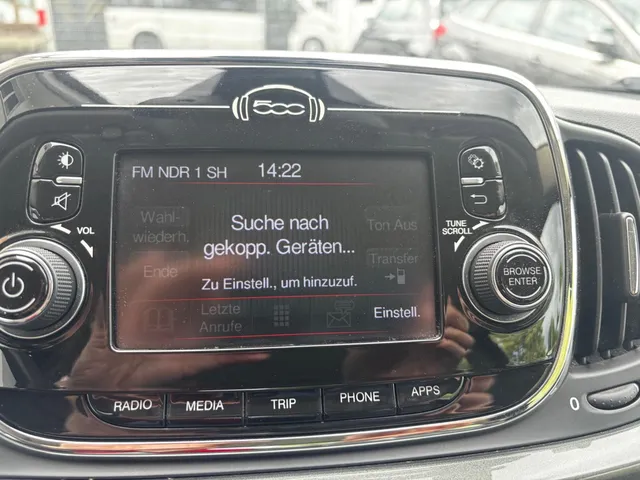 500
FM NDR 1 SH 14:22
VOL
TUNE
SCROLL
Wahl-
wiederh.
Suche nach
gekopp. Geräten...
Ton Aus
Ende
Transfer
Zu Einstell., um hinzuzuf.
Letzte
Anrufe
Einstell.
BROWSE
ENTER
RADIO MEDIA TRIP PHONE APPS
0